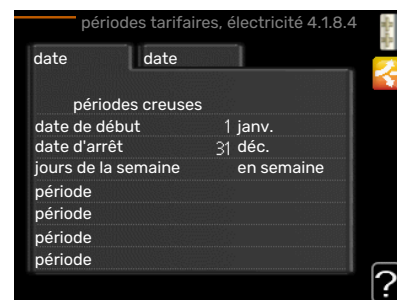 périodes tarifaires, électricité 4.1.8.4
date date
périodes creuses
date de début 1 janv.
date d'arrêt 31 déc.
jours de la semaine en semaine
période
période
période
période
?